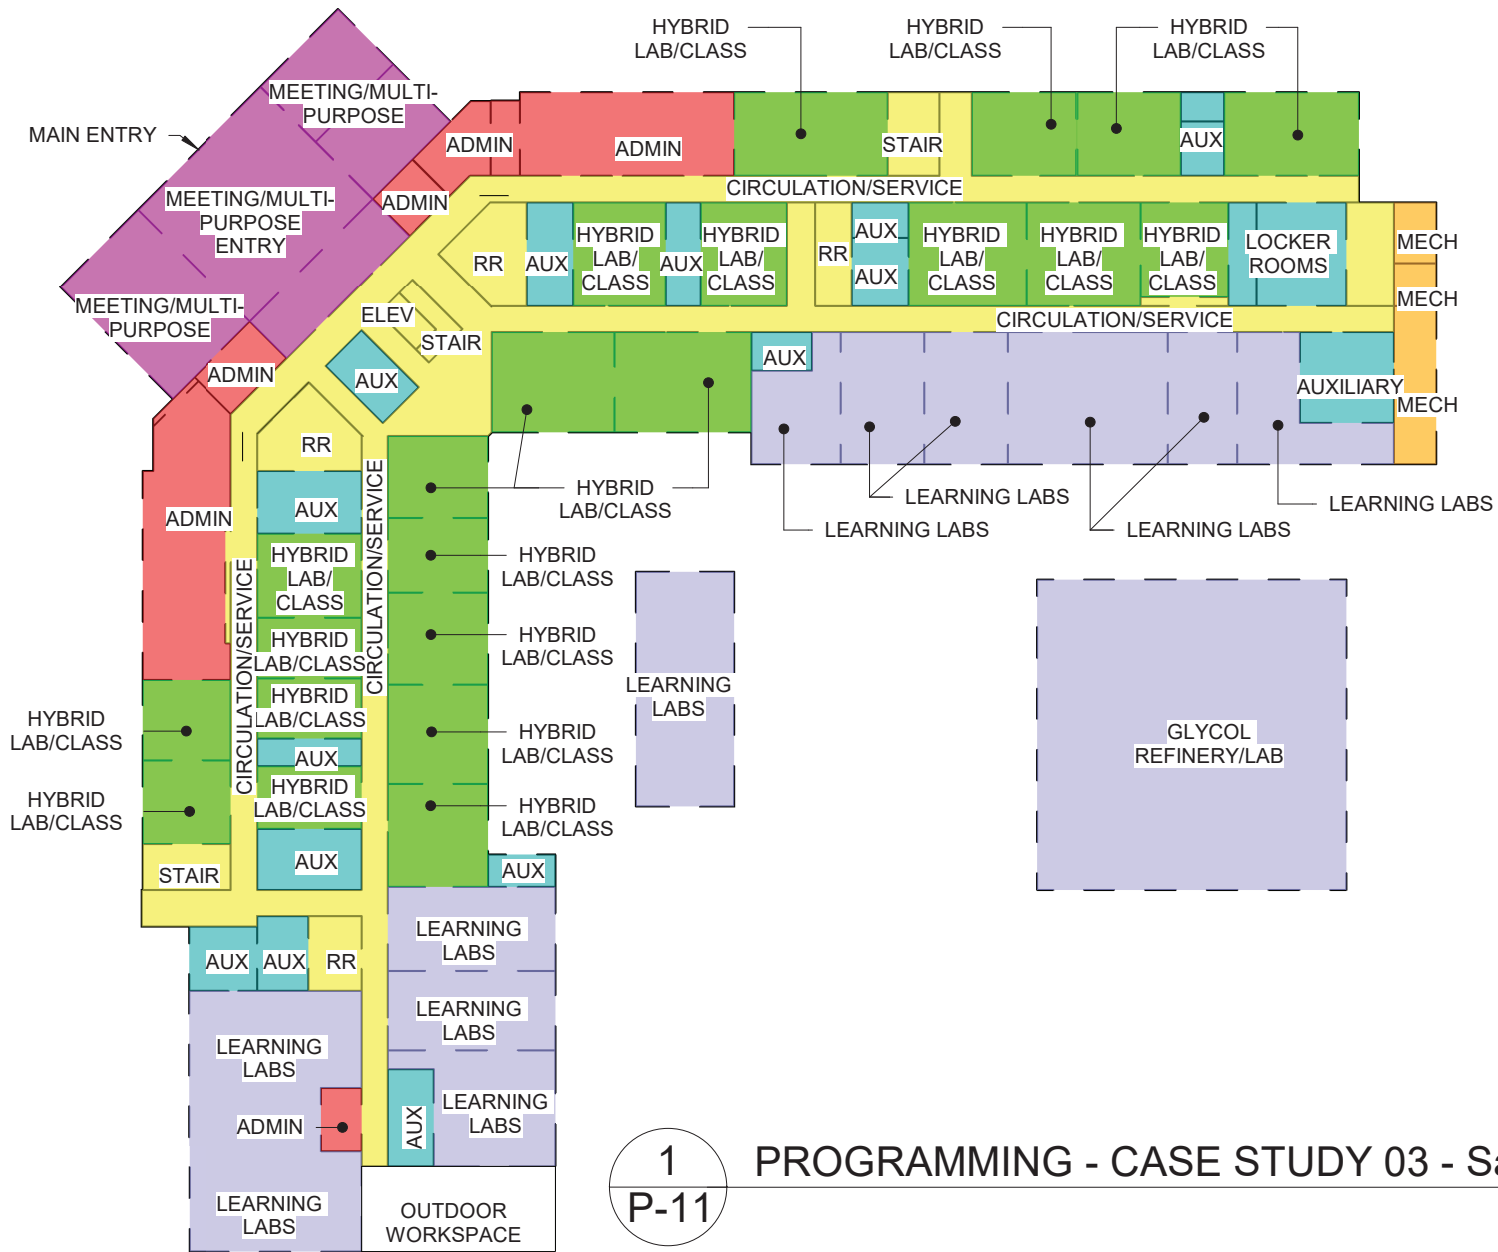 HYBRID
LAB/CLASS
HYBRID
LAB/CLASS
HYBRID
LAB/CLASS
MEETING/MULTI-
PURPOSE
MAIN ENTRY
ADMIN
ADMIN
STAIR
AUX
CIRCULATION/SERVICE
MEETING/MULTI-
PURPOSE
ENTRY
ADMIN
RR
AUX
HYBRID
LAB/
CLASS
AUX
HYBRID
LAB/
CLASS
RR
AUX
AUX
HYBRID
LAB/
CLASS
HYBRID
LAB/
CLASS
HYBRID
LAB/
CLASS
LOCKER
ROOMS
MECH
MECH
MECH
MEETING/MULTI-
PURPOSE
ELEV
STAIR
CIRCULATION/SERVICE
ADMIN
AUX
AUX
AUXILIARY
RR
CIRCULATION/SERVICE
HYBRID
LAB/CLASS
LEARNING LABS
LEARNING LABS
LEARNING LABS
LEARNING LABS
ADMIN
AUX
HYBRID
LAB/
CLASS
HYBRID
LAB/CLASS
CIRCULATION/SERVICE
HYBRID
LAB/CLASS
HYBRID
LAB/CLASS
HYBRID
LAB/CLASS
LEARNING
LABS
HYBRID
LAB/CLASS
HYBRID
LAB/CLASS
GLYCOL
REFINERY/LAB
AUX
HYBRID
LAB/CLASS
HYBRID
LAB/CLASS
HYBRID
LAB/CLASS
STAIR
AUX
AUX
AUX
AUX
RR
LEARNING
LABS
LEARNING
LABS
LEARNING
LABS
LEARNING
LABS
ADMIN
AUX
LEARNING
LABS
OUTDOOR
WORKSPACE
1
P-11
PROGRAMMING - CASE STUDY 03 - Sa